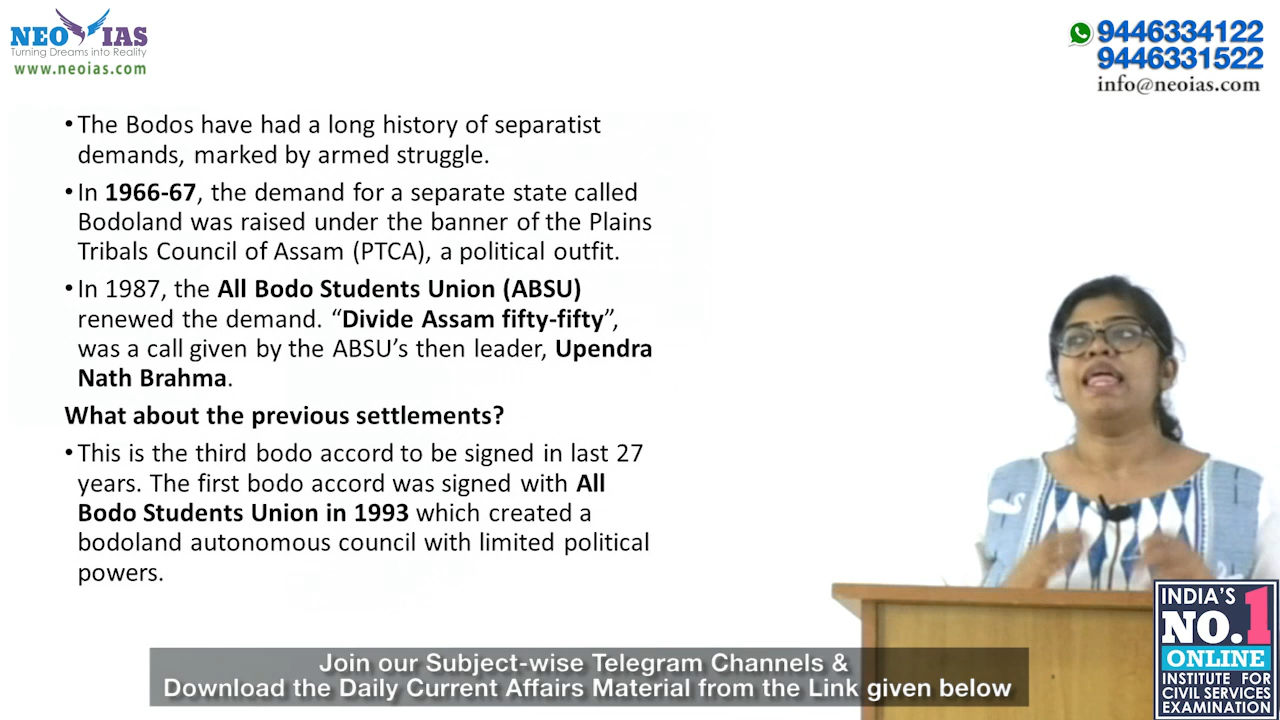 NEO IAS
Turning Dreams into Reality
www.neoias.com
9446334122
9446331522
info@neoias.com
•The Bodos have had a long history of separatist
demands, marked by armed struggle.
•In 1966-67, the demand for a separate state called
Bodoland was raised under the banner of the Plains
Tribals Council of Assam (PTCA), a political outfit.
•In 1987, the All Bodo Students Union (ABSU)
renewed the demand. “Divide Assam fifty-fifty”,
was a call given by the ABSU’s then leader, Upendra
Nath Brahma.
What about the previous settlements?
•This is the third bodo accord to be signed in last 27
years. The first bodo accord was signed with All
Bodo Students Union in 1993 which created a
bodoland autonomous council with limited political
powers.
INDIA'S
NO.1
ONLINE
INSTITUTE FOR
CIVIL SERVICES
EXAMINATION
Join our Subject-wise Telegram Channels &
Download the Daily Current Affairs Material from the Link given below